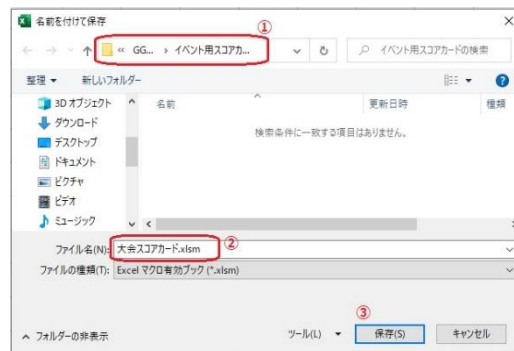 名前を付けて保存
①
« GG... › イベント用スコアカ...
イベント用スコアカードの検索
整理 新しいフォルダー
3D オブジェクト
ダウンロード
デスクトップ
ドキュメント
ピクチャ
ビデオ
ミュージック
名前 更新日時 種類
検索条件に一致する項目はありません。
ファイル名(N): 大会スコアカード.xlsm ②
ファイルの種類(T): Excel マクロ有効ブック (*.xlsm)
③
フォルダーの非表示 ツール(L) 保存(S) キャンセル